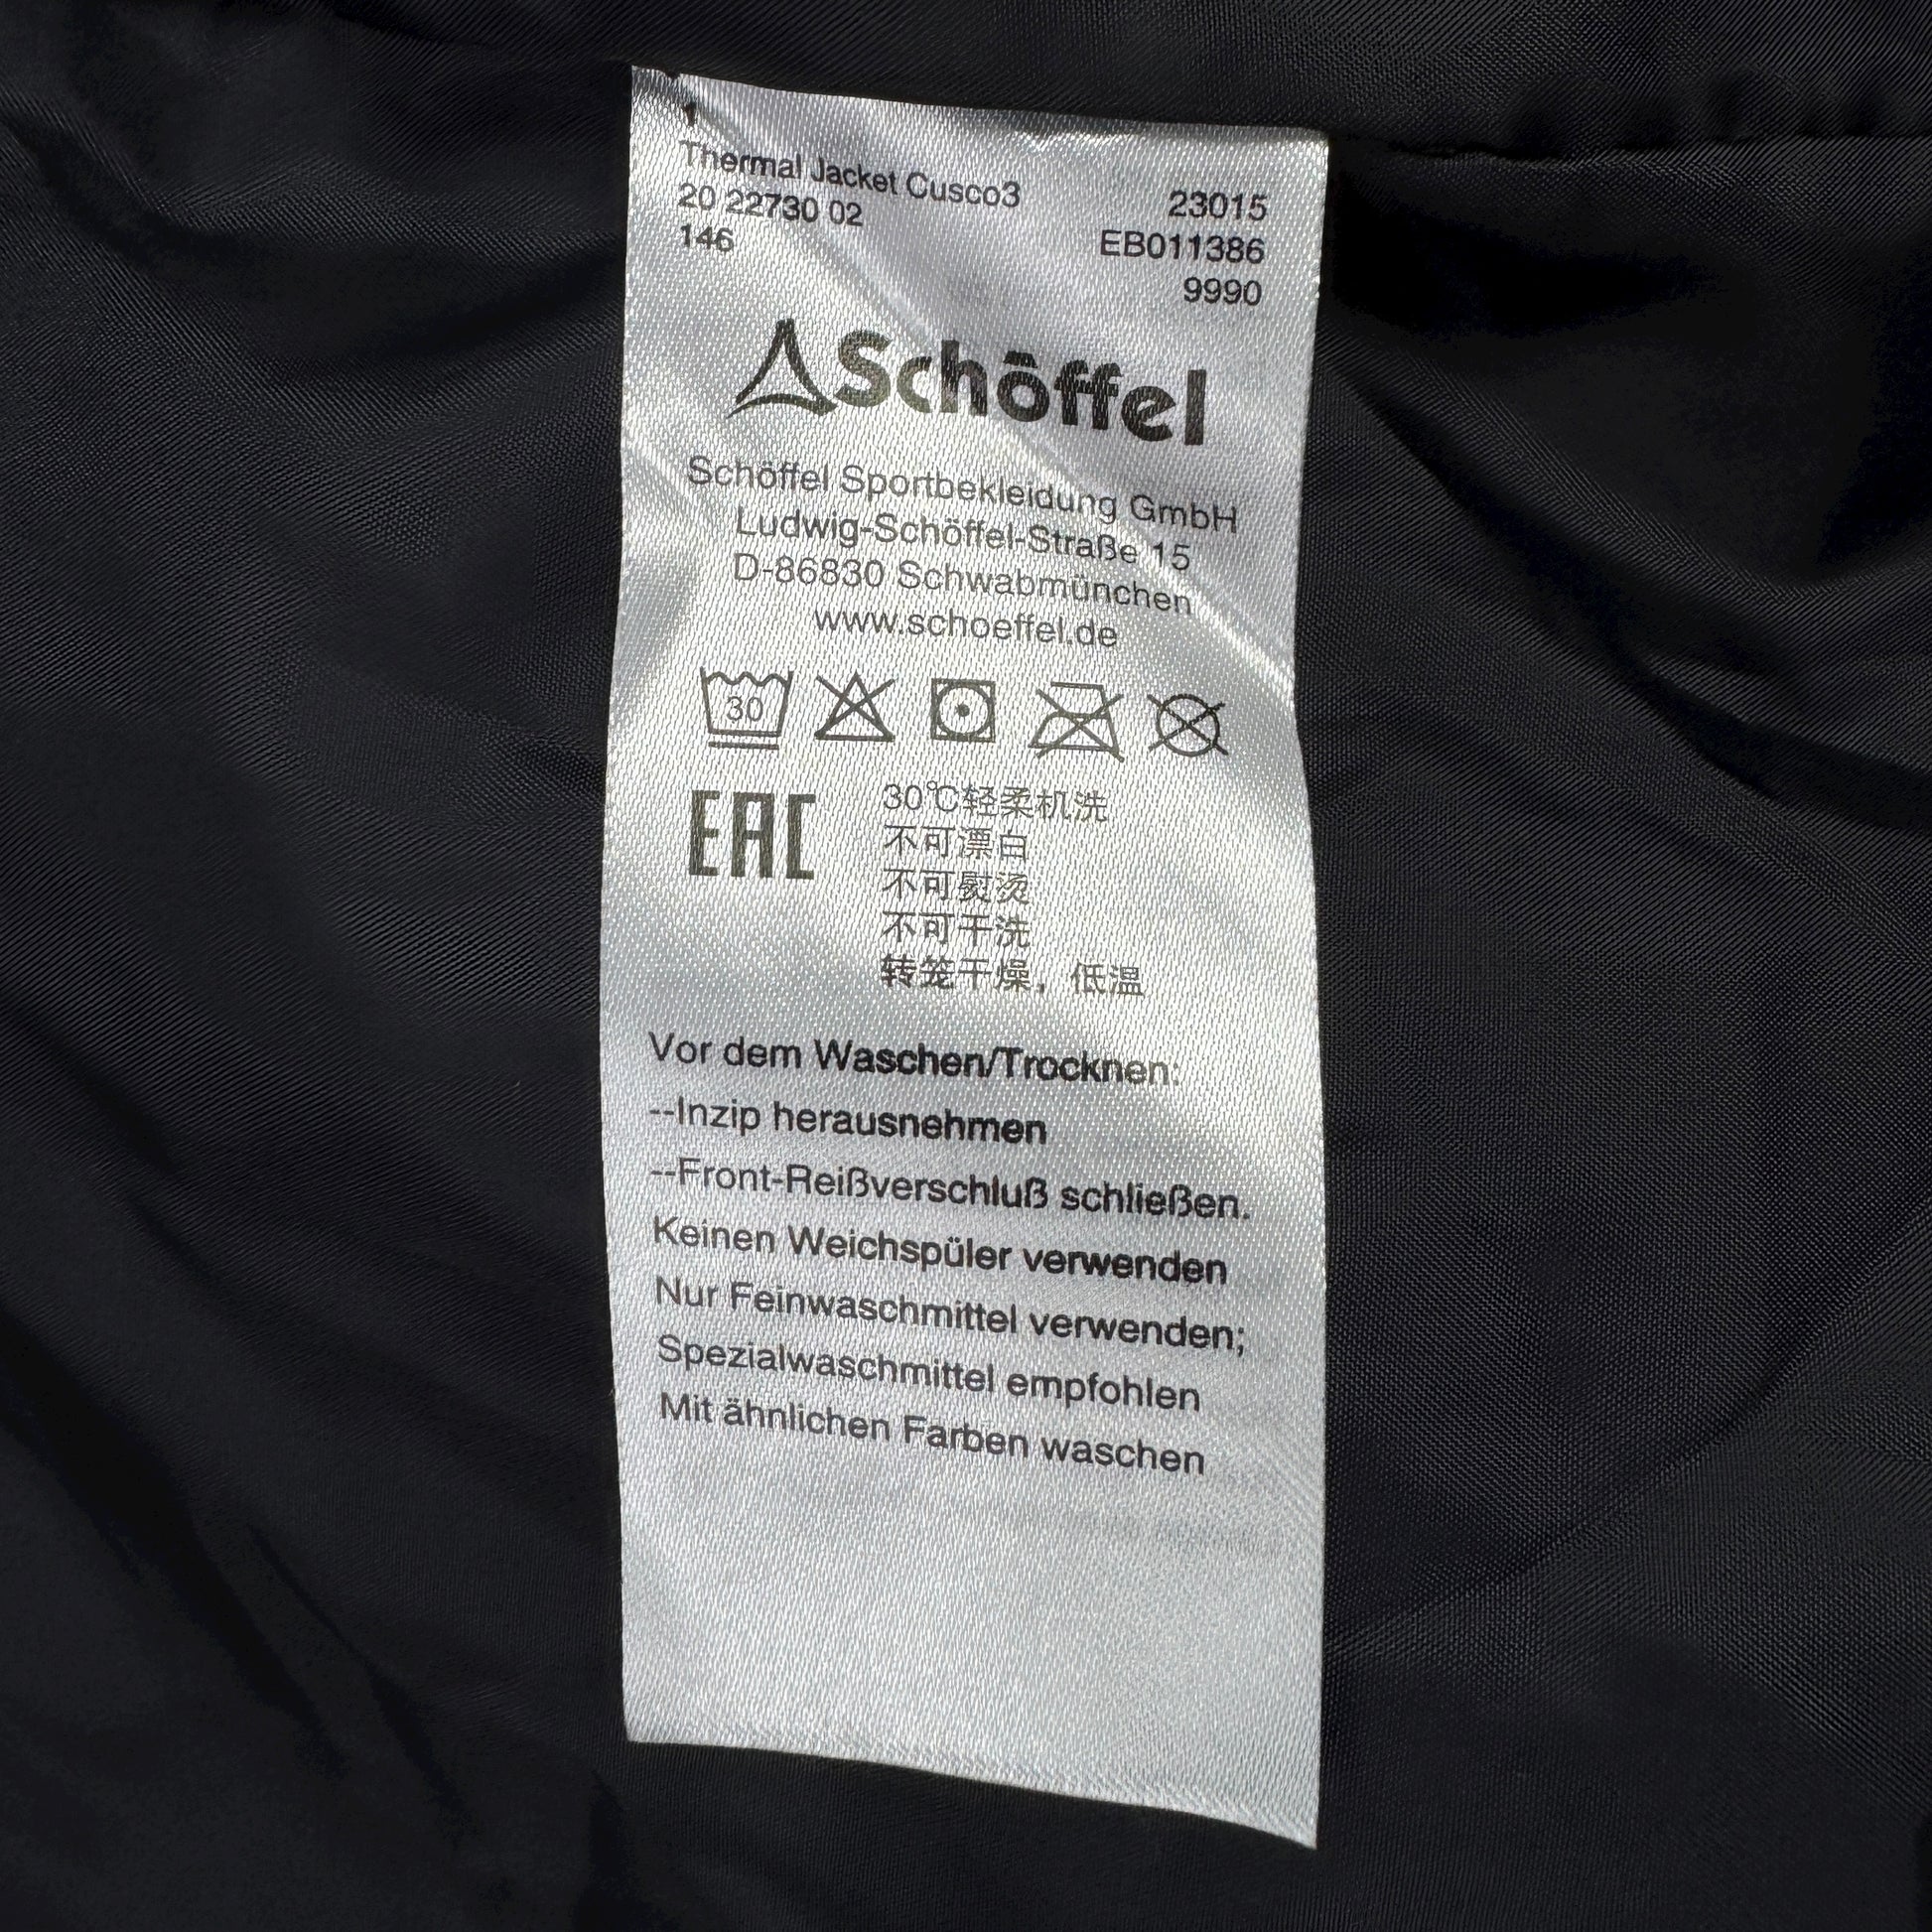 1
Thermal Jacket Cusco3 23015
20 22730 02 EB011386
146 9990
Schöffel
Schöffel Sportbekleidung GmbH
Ludwig-Schöffel-Straße 15
D-86830 Schwabmünchen
www.schoeffel.de
30
EAC
30℃轻柔机洗
不可漂白
不可熨烫
不可干洗
转笼干燥，低温
Vor dem Waschen/Trocknen:
--Inzip herausnehmen
--Front-Reißverschluß schließen.
Keinen Weichspüler verwenden
Nur Feinwaschmittel verwenden;
Spezialwaschmittel empfohlen
Mit ähnlichen Farben waschen